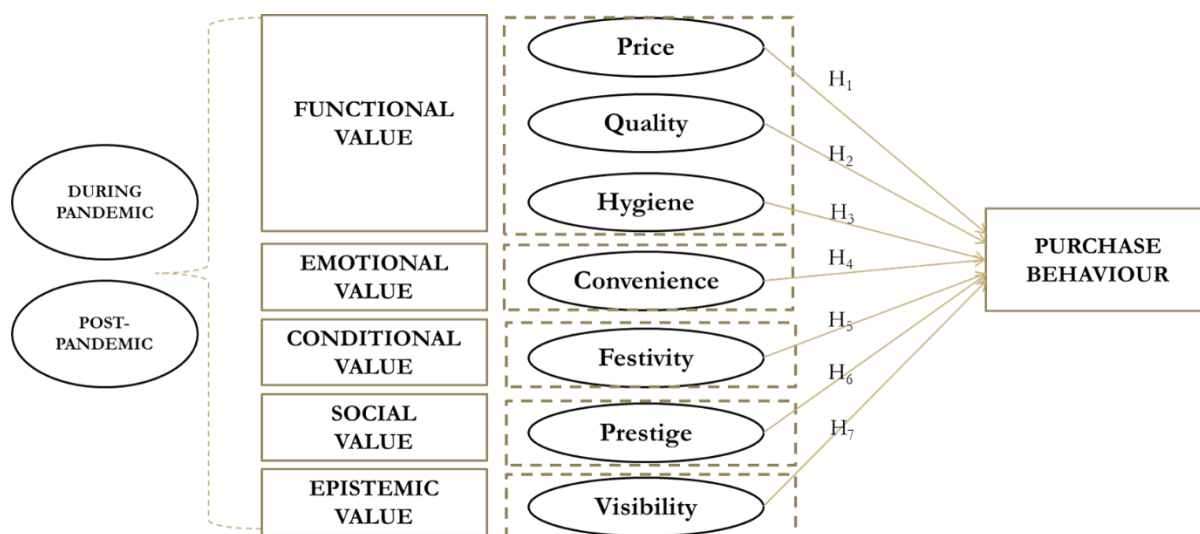 DURING
PANDEMIC
POST-
PANDEMIC
FUNCTIONAL
VALUE
EMOTIONAL
VALUE
CONDITIONAL
VALUE
SOCIAL
VALUE
EPISTEMIC
VALUE
Price
Quality
Hygiene
Convenience
Festivity
Prestige
Visibility
H₁
H₂
H₃
H₄
H₅
H₆
H₇
PURCHASE
BEHAVIOUR